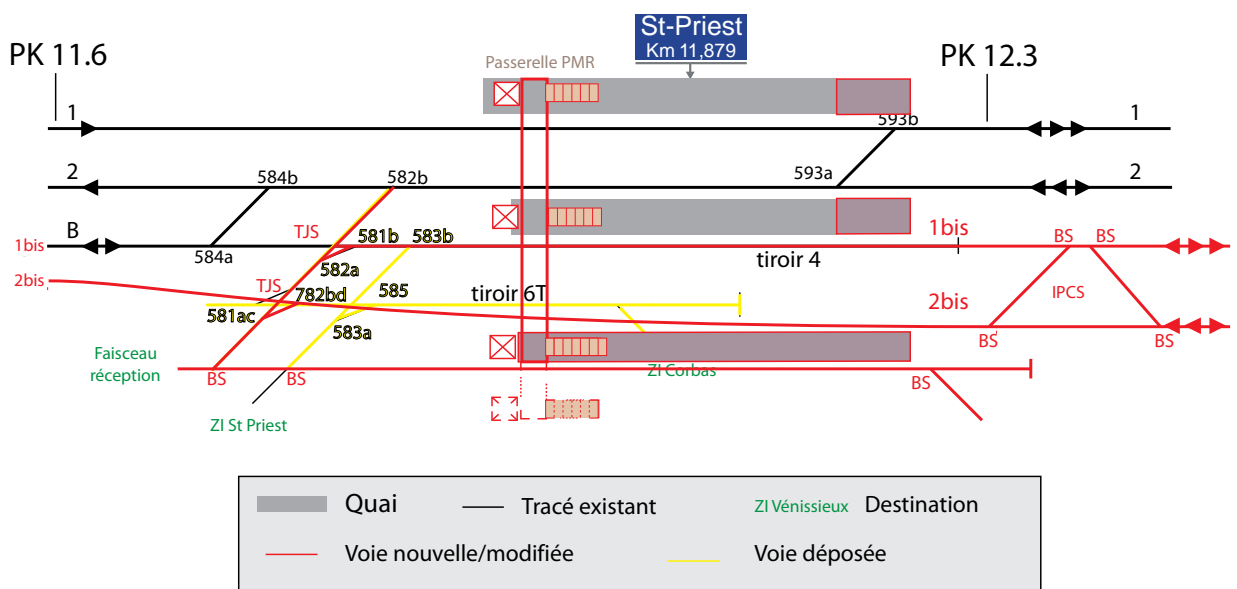 St-Priest
Km 11,879
PK 11.6
Passerelle PMR
PK 12.3
1
593b
1
2
584b
582b
593a
2
B
TJS
581b
583b
1bis
BS
BS
1bis
584a
582a
tiroir 4
2bis
TJS
782bd
585
tiroir 6T
2bis
IPCS
581ac
583a
BS
BS
Faisceau
réception
BS
BS
ZI Corbas
BS
ZI St Priest
Quai
Tracé existant
ZI Vénissieux
Destination
Voie nouvelle/modifiée
Voie déposée